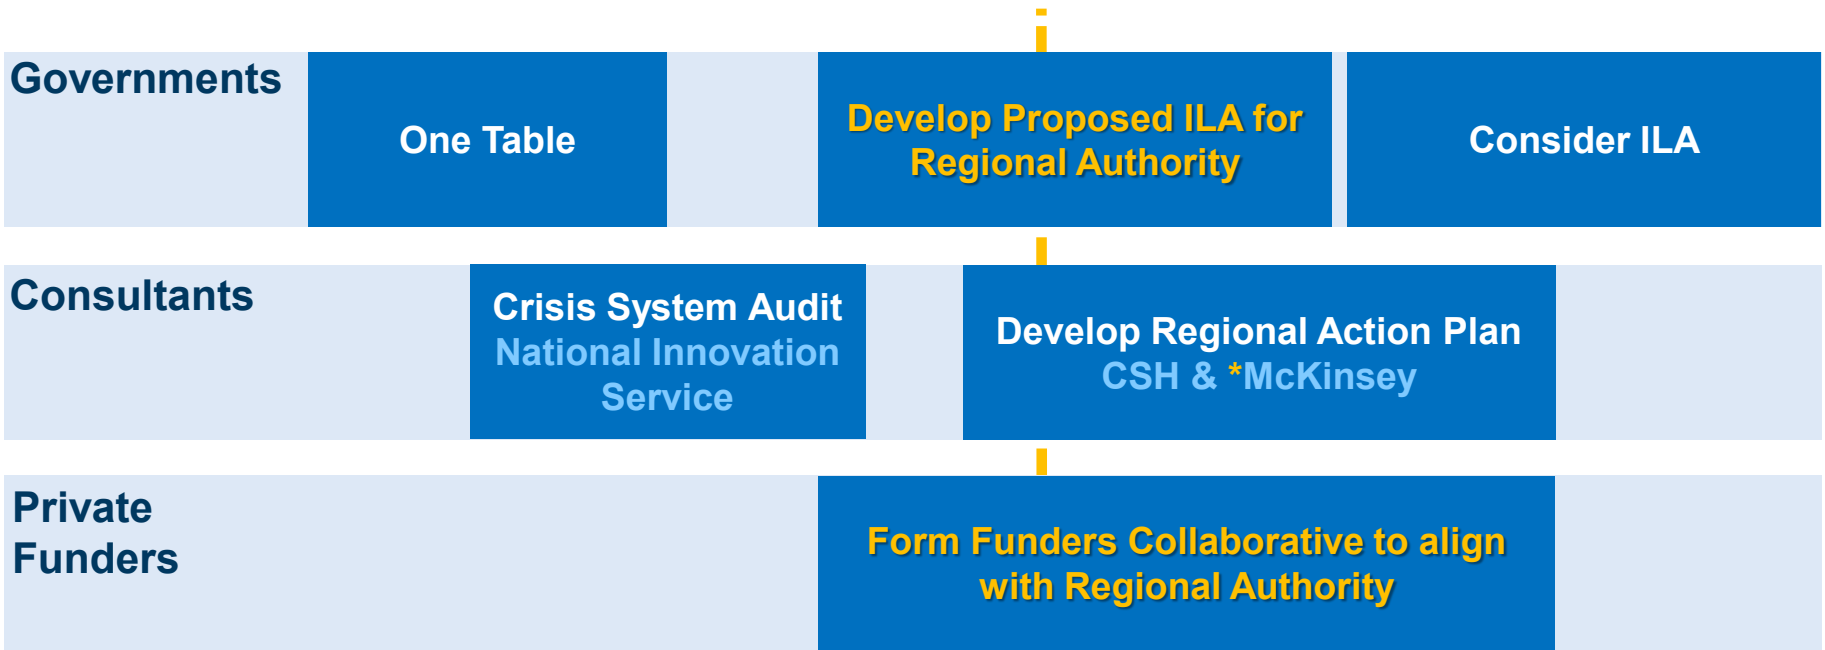 Governments
One Table
Develop Proposed ILA for
Regional Authority
Consider ILA
Consultants
Crisis System Audit
National Innovation
Service
Develop Regional Action Plan
CSH & *McKinsey
Private
Funders
Form Funders Collaborative to align
with Regional Authority